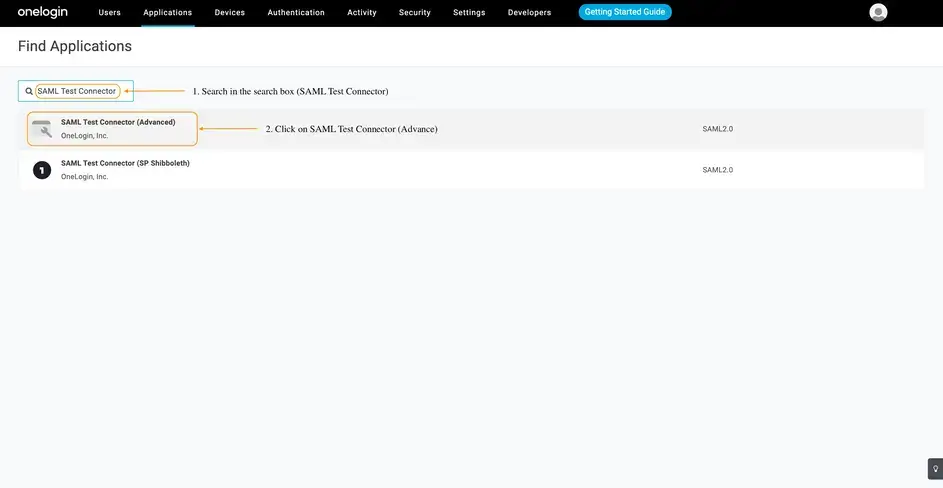 onelogin Users Applications Devices Authentication Activity Security Settings Developers Getting Started Guide
Find Applications
SAML Test Connector 1. Search in the search box (SAML Test Connector)
SAML Test Connector (Advanced)
OneLogin, Inc.
2. Click on SAML Test Connector (Advance)
SAML2.0
1
SAML Test Connector (SP Shibboleth)
OneLogin, Inc.
SAML2.0